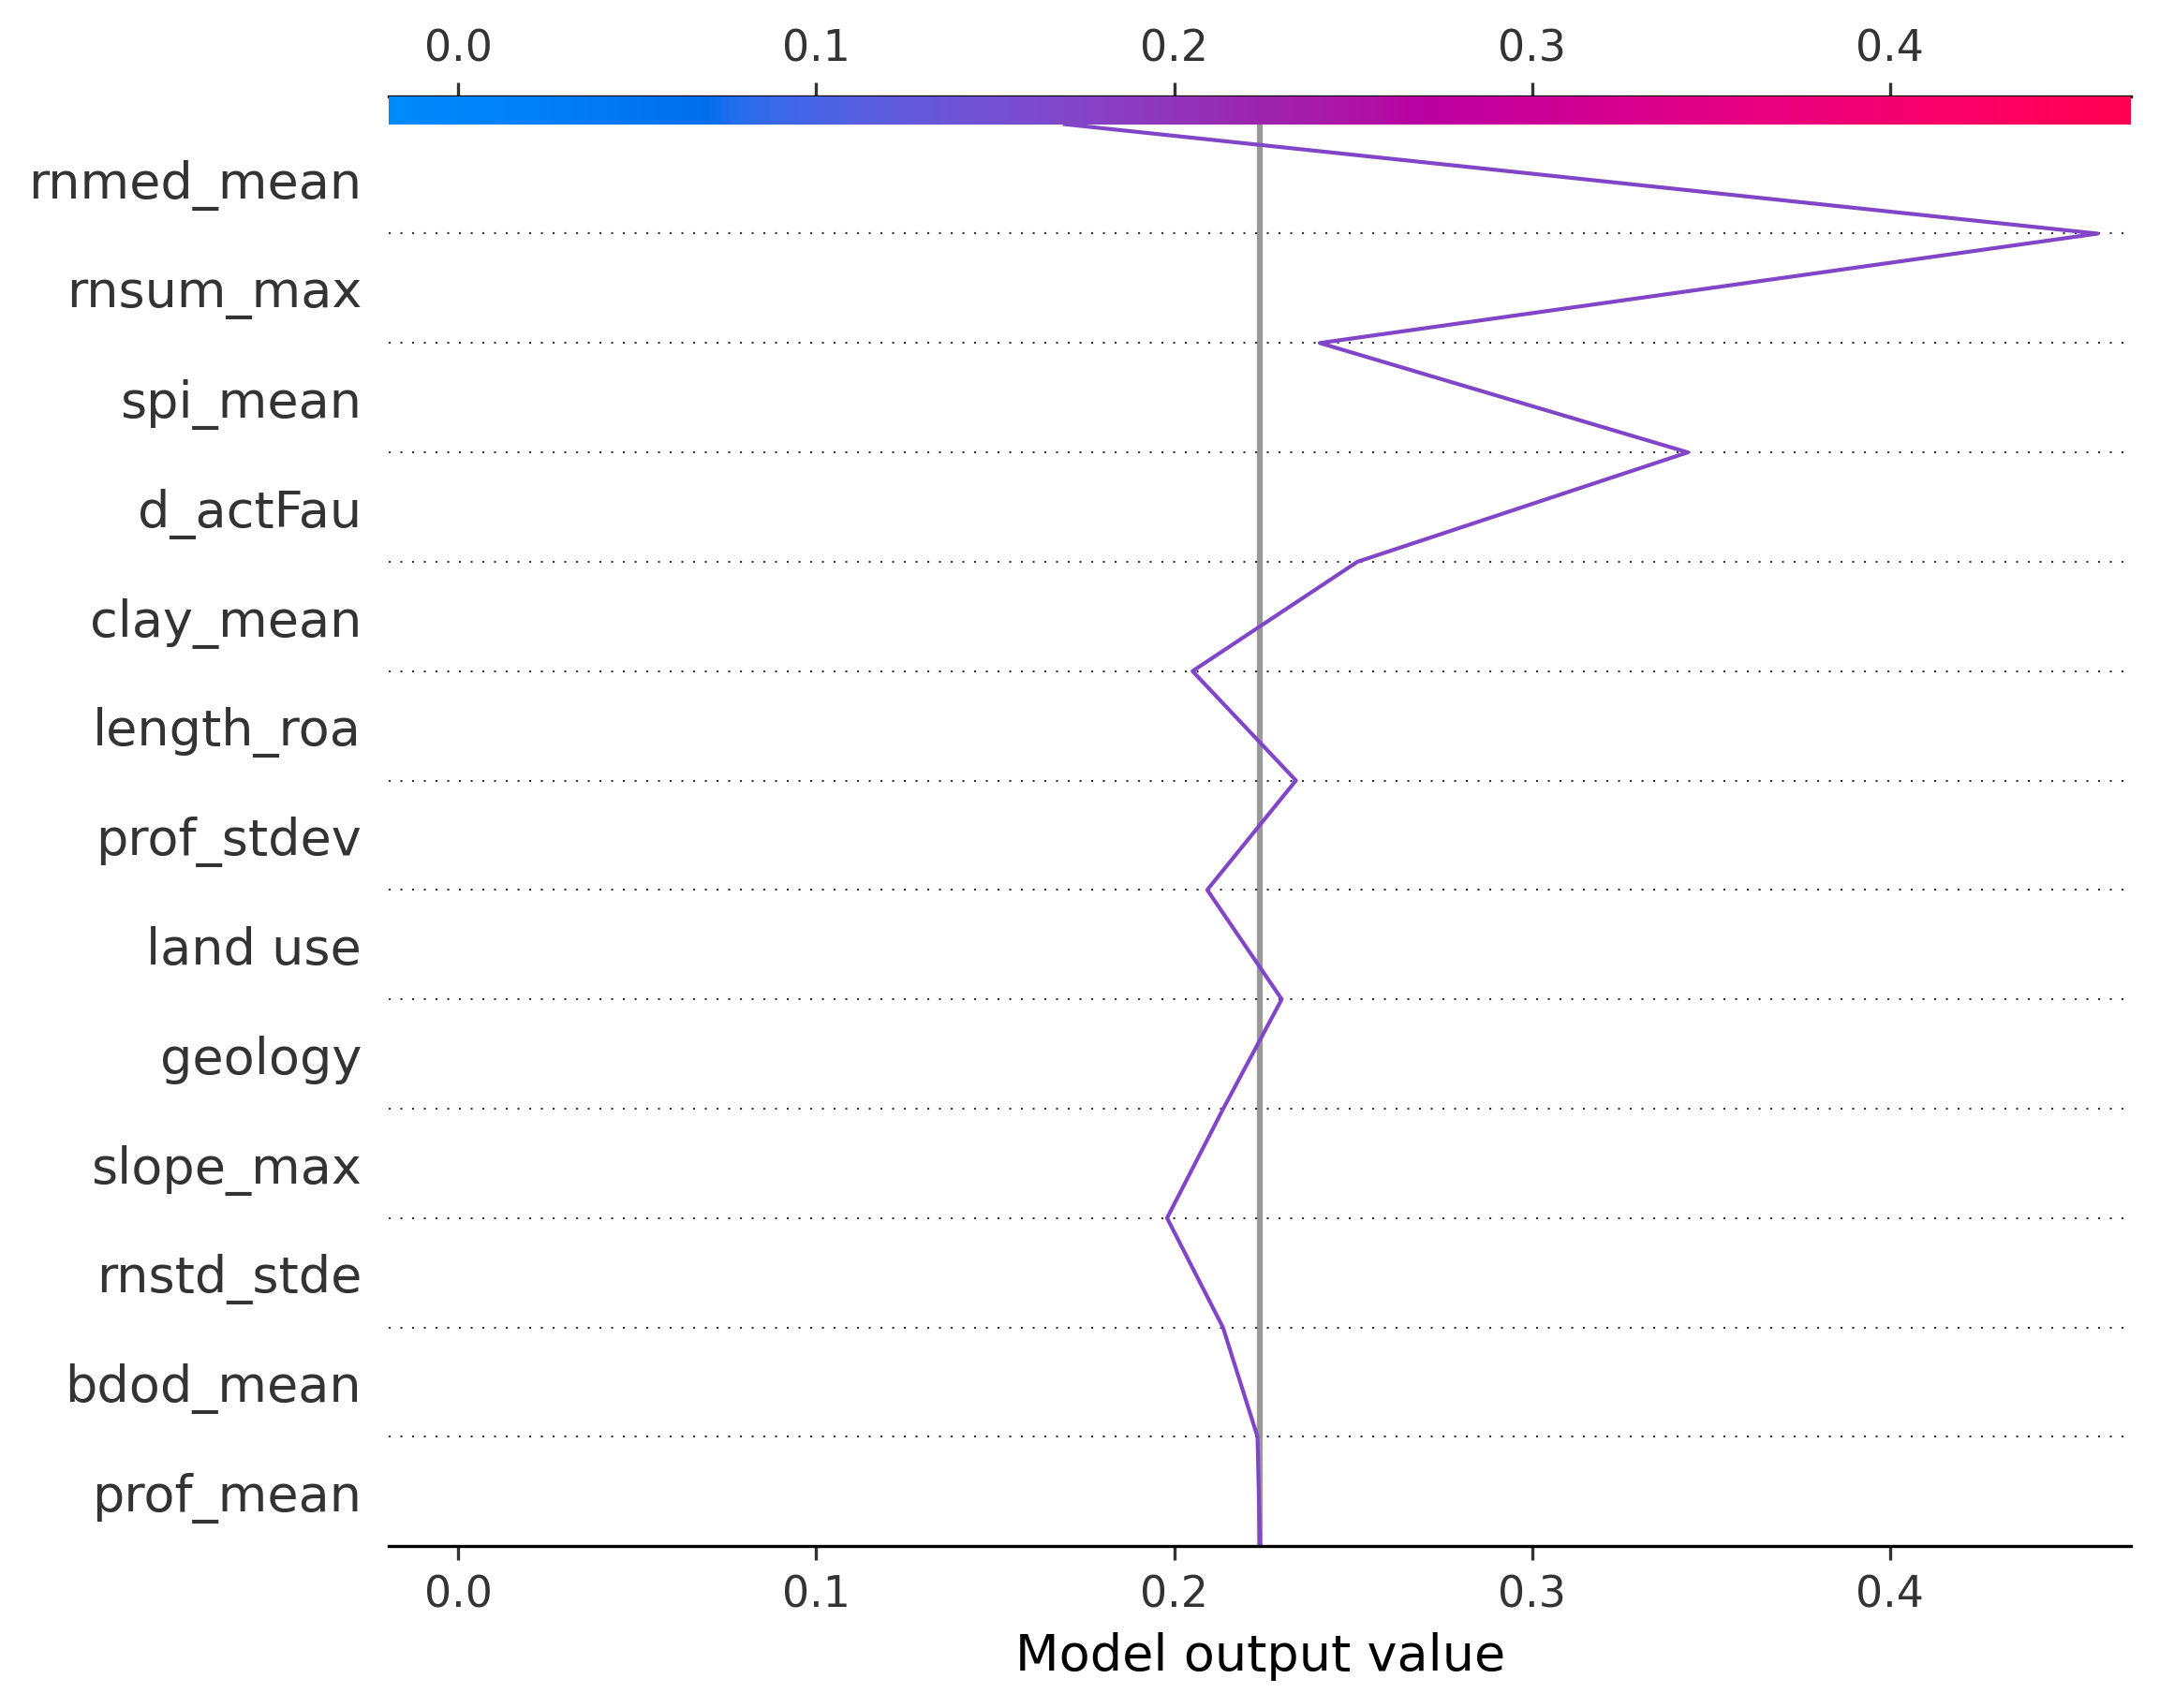 0.0 0.1 0.2 0.3 0.4
rnmed_mean
rnsum_max
spi_mean
d_actFau
clay_mean
length_roa
prof_stdev
land use
geology
slope_max
rnstd_stde
bdod_mean
prof_mean
0.0 0.1 0.2 0.3 0.4
Model output value